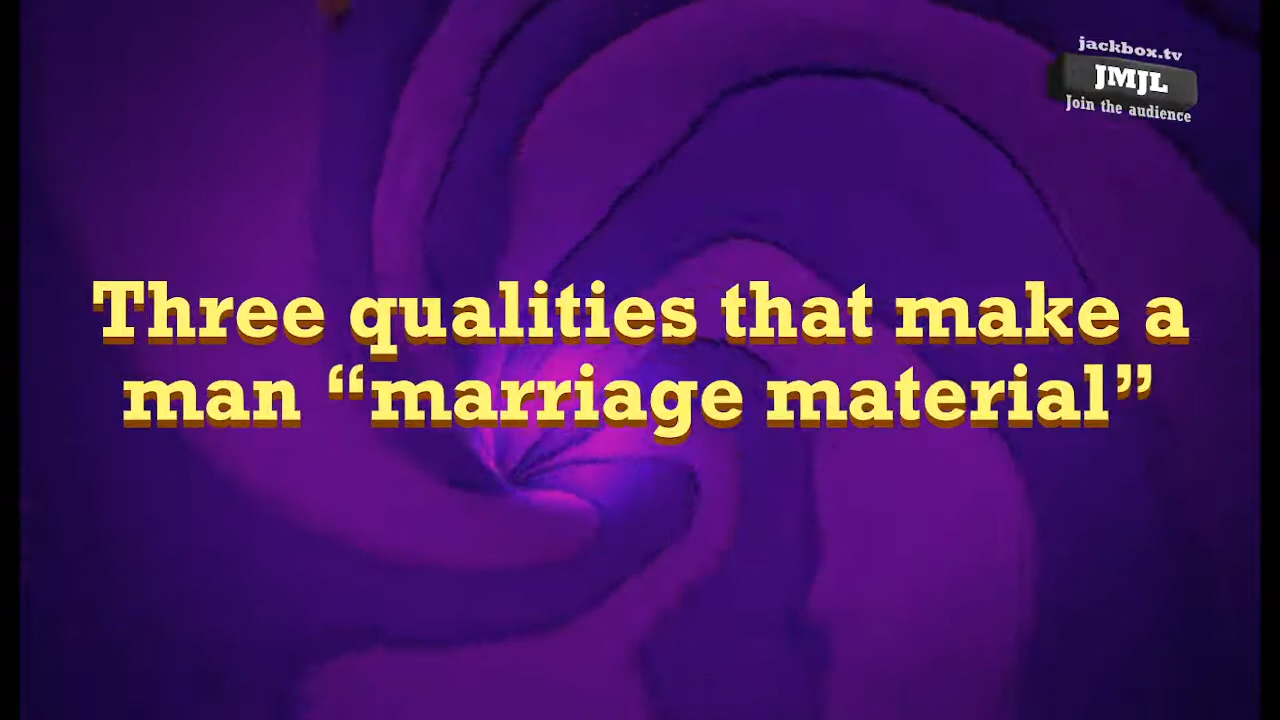 jackbox.tv
JMJL
Join the audience
Three qualities that make a
man “marriage material”